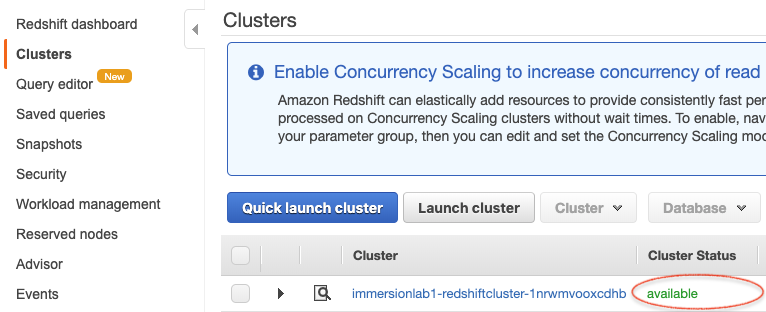 Redshift dashboard
Clusters
Query editor New
Saved queries
Snapshots
Security
Workload management
Reserved nodes
Advisor
Events
Clusters
Enable Concurrency Scaling to increase concurrency of read
Amazon Redshift can elastically add resources to provide consistently fast per
processed on Concurrency Scaling clusters without wait times. To enable, nav
your parameter group, then you can edit and set the Concurrency Scaling mod
Quick launch cluster Launch cluster Cluster Database
Cluster Cluster Status
immersionlab1-redshiftcluster-1nrwmvooxcdhb available